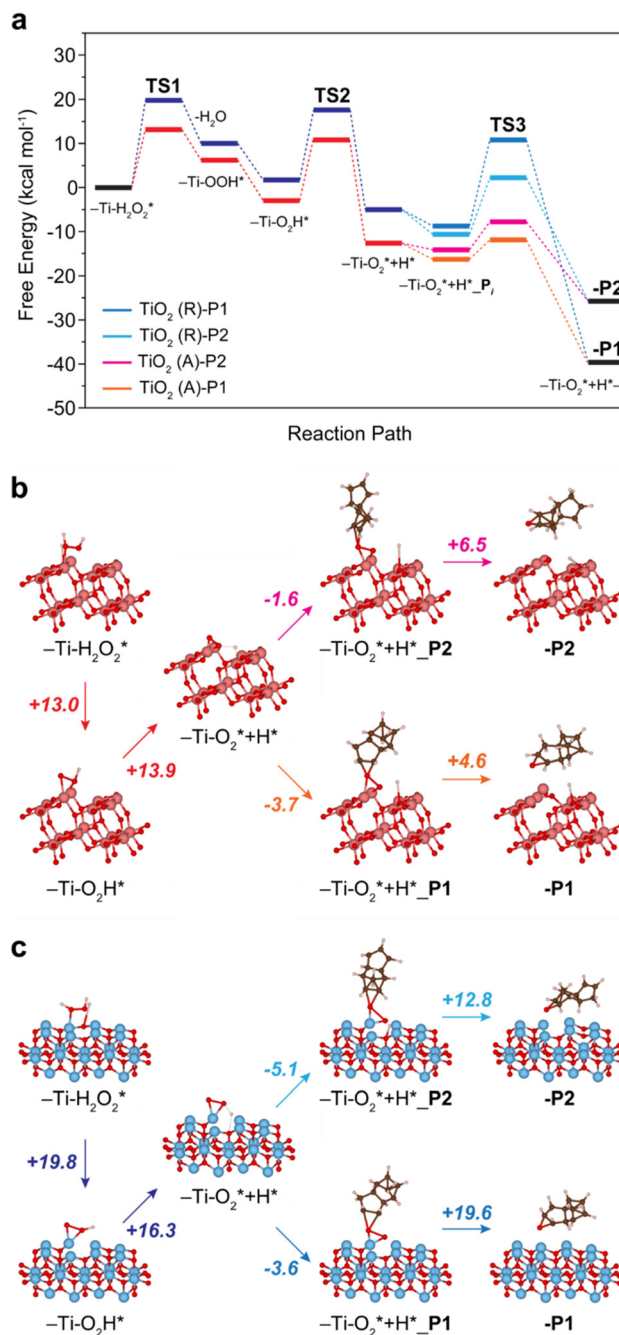 a
30
20
10
0
-10
-20
-30
-40
-50
Free Energy (kcal mol⁻¹)
Reaction Path
TS1
TS2
TS3
-H₂O
–Ti-H₂O₂*
–Ti-OOH*
–Ti-O₂H*
–Ti-O₂*+H*
–Ti-O₂*+H*_Pᵢ
-P2
-P1
–Ti-O₂*+H*–
TiO₂ (R)-P1
TiO₂ (R)-P2
TiO₂ (A)-P2
TiO₂ (A)-P1
b
–Ti-H₂O₂*
+13.0
–Ti-O₂H*
+13.9
–Ti-O₂*+H*
-1.6
–Ti-O₂*+H*_P2
+6.5
-P2
-3.7
–Ti-O₂*+H*_P1
+4.6
-P1
c
–Ti-H₂O₂*
+19.8
–Ti-O₂H*
+16.3
–Ti-O₂*+H*
-5.1
–Ti-O₂*+H*_P2
+12.8
-P2
-3.6
–Ti-O₂*+H*_P1
+19.6
-P1